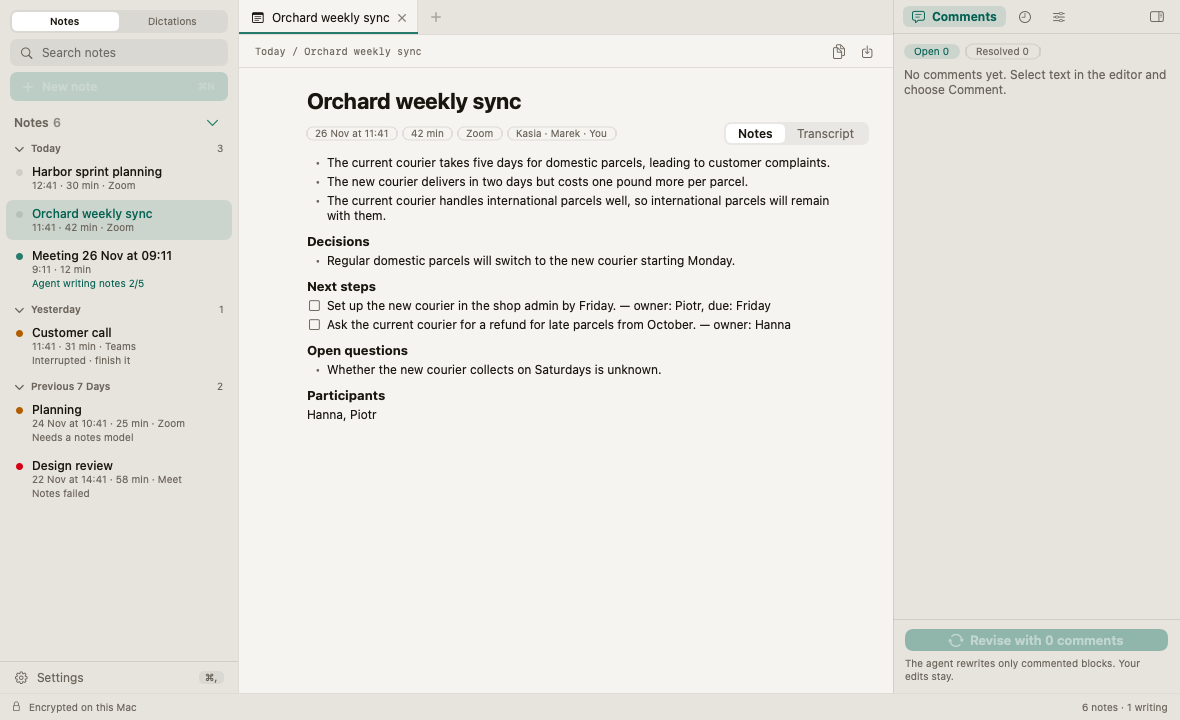 Notes
Dictations
Search notes
New note
⌘N
Notes 6
Today 3
Harbor sprint planning
12:41 · 30 min · Zoom
Orchard weekly sync
11:41 · 42 min · Zoom
Meeting 26 Nov at 09:11
9:11 · 12 min
Agent writing notes 2/5
Yesterday 1
Customer call
11:41 · 31 min · Teams
Interrupted · finish it
Previous 7 Days 2
Planning
24 Nov at 10:41 · 25 min · Zoom
Needs a notes model
Design review
22 Nov at 14:41 · 58 min · Meet
Notes failed
Settings
⌘,
Encrypted on this Mac
Orchard weekly sync
Today / Orchard weekly sync
Orchard weekly sync
26 Nov at 11:41
42 min
Zoom
Kasia · Marek · You
Notes
Transcript
• The current courier takes five days for domestic parcels, leading to customer complaints.
• The new courier delivers in two days but costs one pound more per parcel.
• The current courier handles international parcels well, so international parcels will remain
with them.
Decisions
• Regular domestic parcels will switch to the new courier starting Monday.
Next steps
Set up the new courier in the shop admin by Friday. — owner: Piotr, due: Friday
Ask the current courier for a refund for late parcels from October. — owner: Hanna
Open questions
• Whether the new courier collects on Saturdays is unknown.
Participants
Hanna, Piotr
Comments
Open 0
Resolved 0
No comments yet. Select text in the editor and
choose Comment.
Revise with 0 comments
The agent rewrites only commented blocks. Your
edits stay.
6 notes · 1 writing